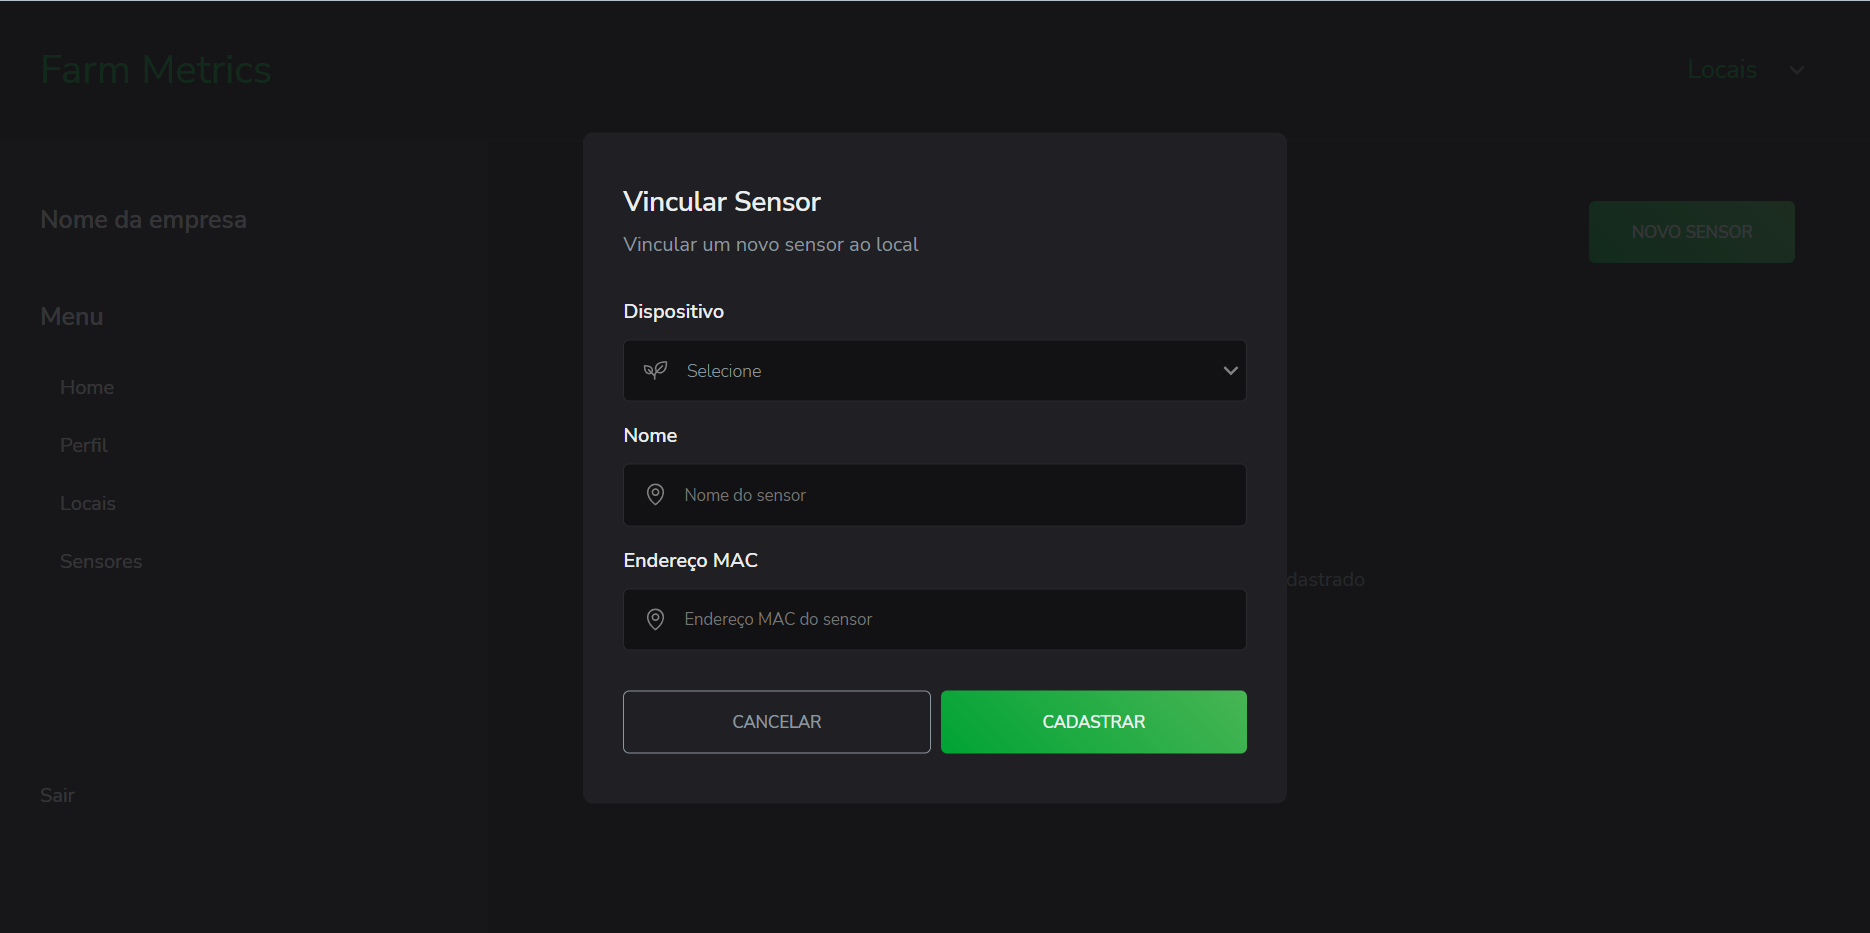 Farm Metrics
Locais
Nome da empresa
NOVO SENSOR
Menu
Home
Perfil
Locais
Sensores
Sair
Vincular Sensor
Vincular um novo sensor ao local
Dispositivo
Selecione
Nome
Nome do sensor
Endereço MAC
Endereço MAC do sensor
CANCELAR
CADASTRAR
dastrado